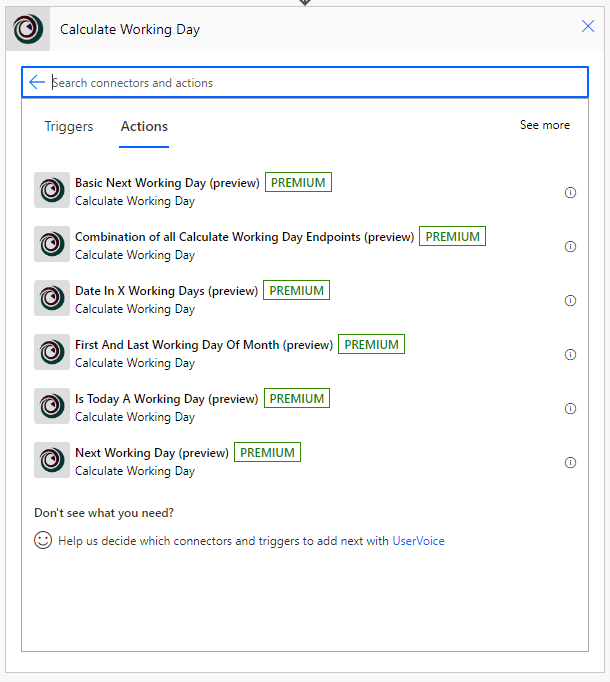 Calculate Working Day
Search connectors and actions
Triggers Actions See more
Basic Next Working Day (preview) PREMIUM
Calculate Working Day
Combination of all Calculate Working Day Endpoints (preview) PREMIUM
Calculate Working Day
Date In X Working Days (preview) PREMIUM
Calculate Working Day
First And Last Working Day Of Month (preview) PREMIUM
Calculate Working Day
Is Today A Working Day (preview) PREMIUM
Calculate Working Day
Next Working Day (preview) PREMIUM
Calculate Working Day
Don't see what you need?
Help us decide which connectors and triggers to add next with UserVoice